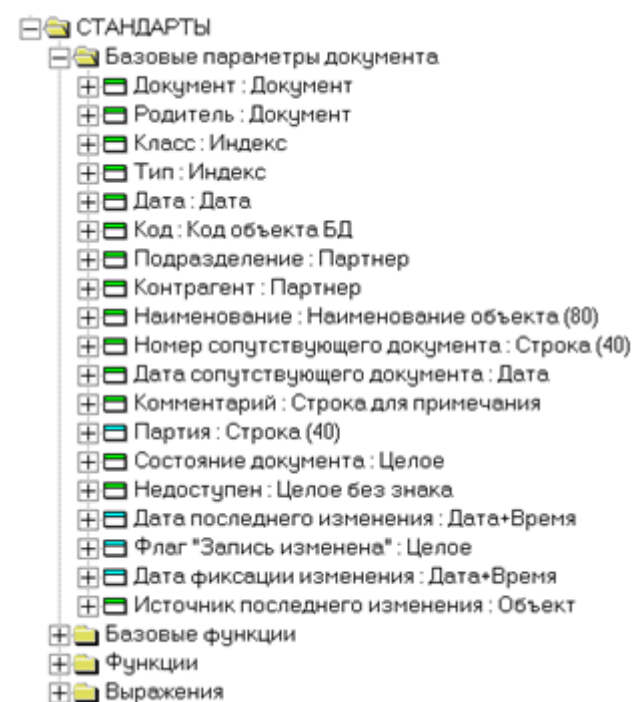 СТАНДАРТЫ
Базовые параметры документа
Документ : Документ
Родитель : Документ
Класс : Индекс
Тип : Индекс
Дата : Дата
Код : Код объекта БД
Подразделение : Партнер
Контрагент : Партнер
Наименование : Наименование объекта (80)
Номер сопутствующего документа : Строка (40)
Дата сопутствующего документа : Дата
Комментарий : Строка для примечания
Партия : Строка (40)
Состояние документа : Целое
Недоступен : Целое без знака
Дата последнего изменения : Дата+Время
Флаг "Запись изменена" : Целое
Дата фиксации изменения : Дата+Время
Источник последнего изменения : Объект
Базовые функции
Функции
Выражения